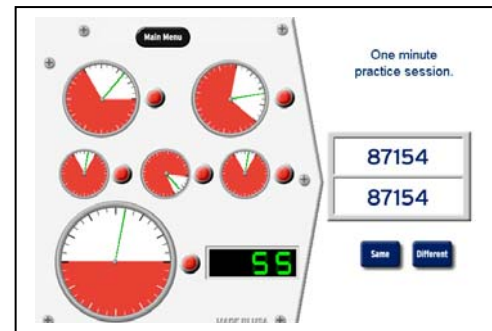 Main Menu
One minute
practice session.
87154
87154
55
Same
Different